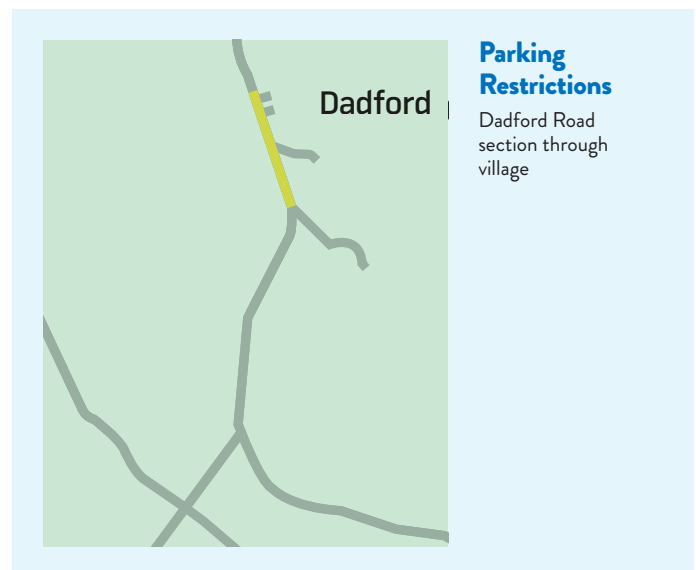 Dadford
Parking
Restrictions
Dadford Road
section through
village